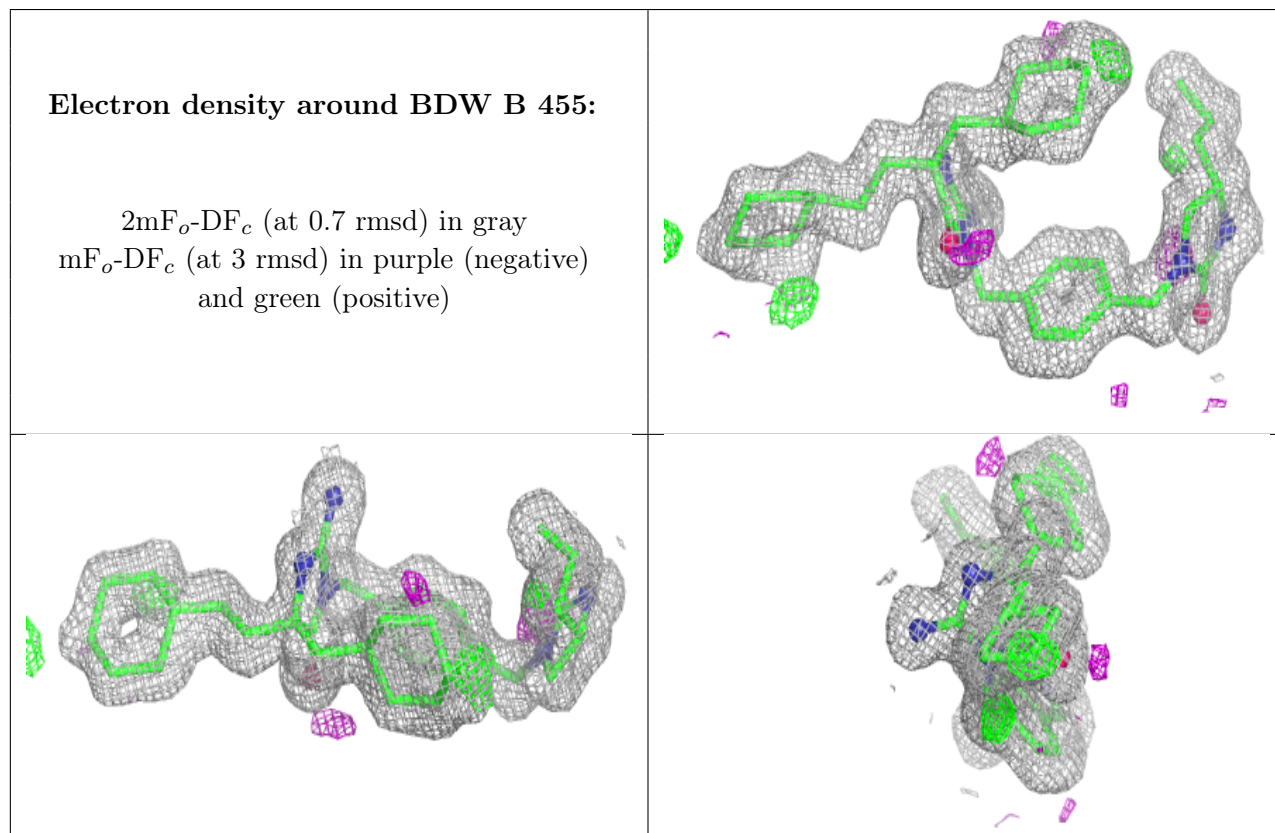 Electron density around BDW B 455:
2mFo-DFc (at 0.7 rmsd) in gray
mFo-DFc (at 3 rmsd) in purple (negative)
and green (positive)